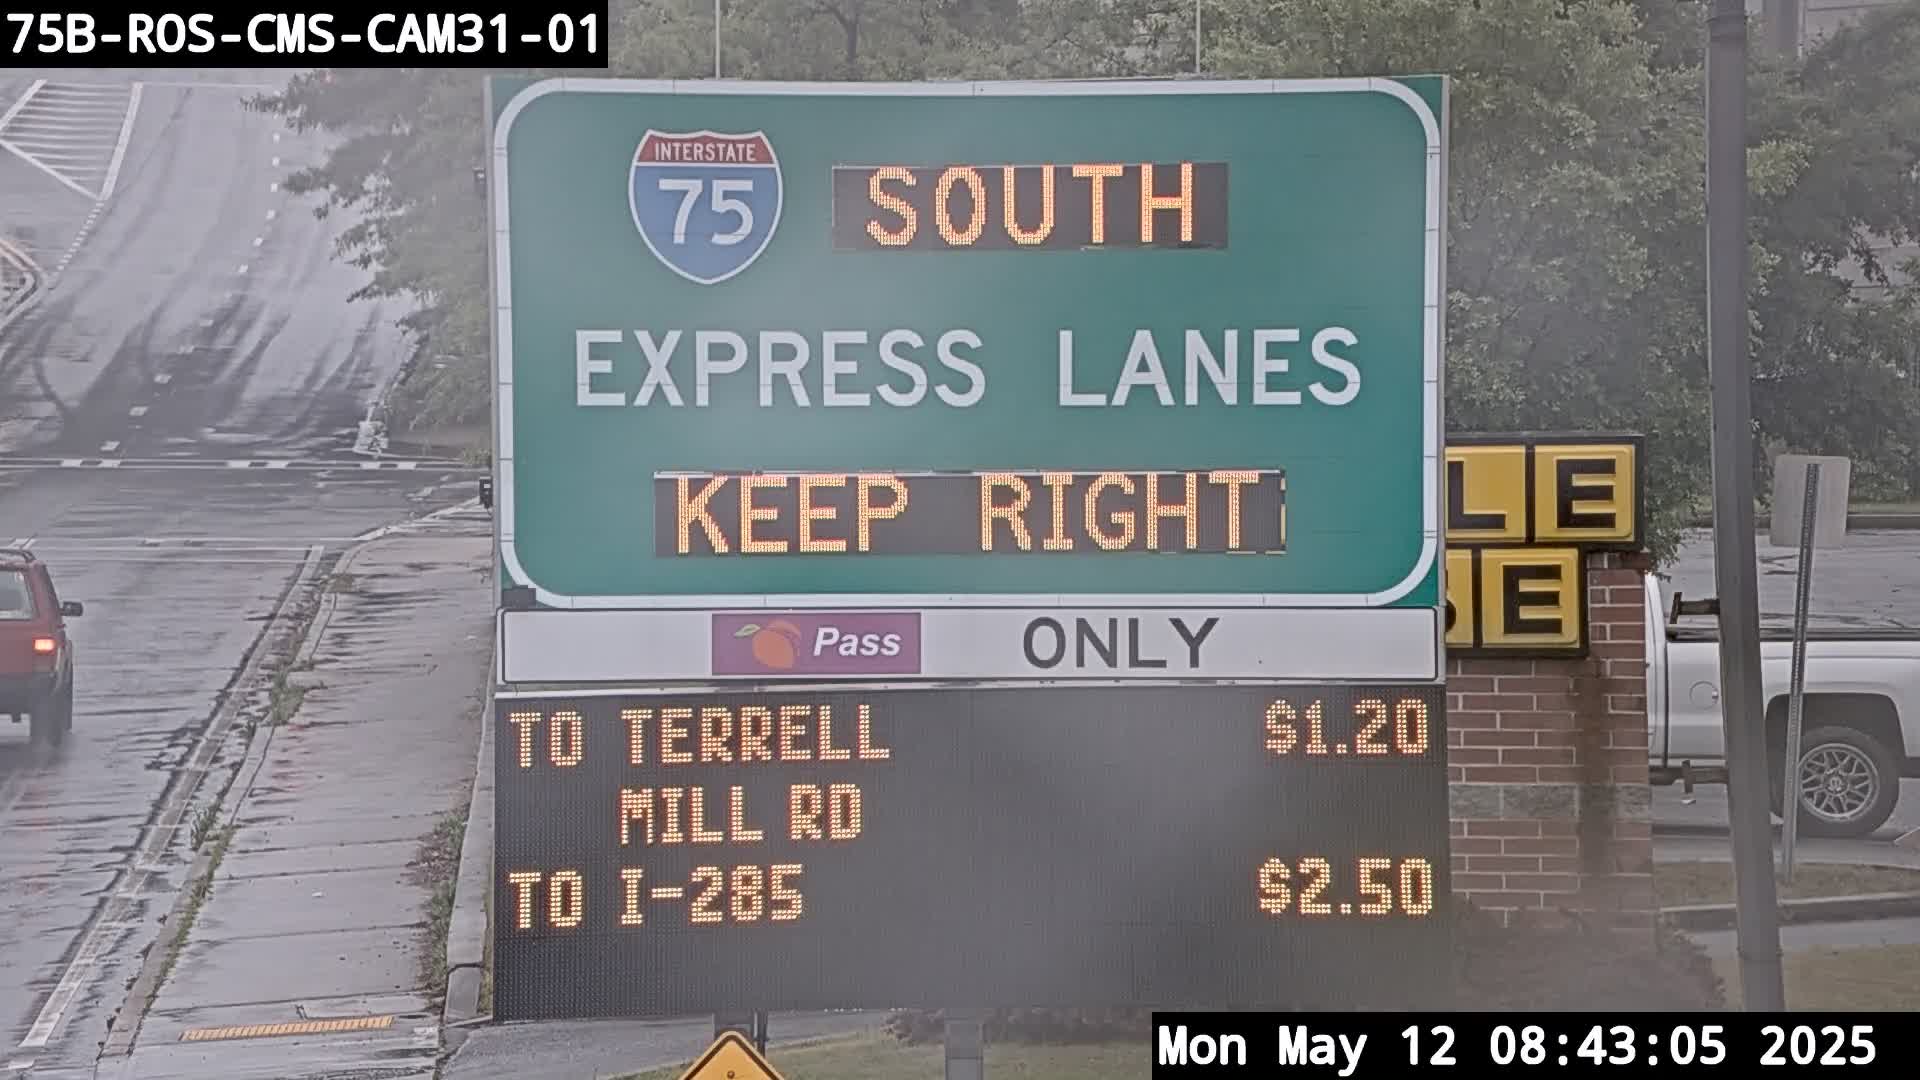 75B-ROS-CMS-CAM31-01
INTERSTATE
75
SOUTH
EXPRESS LANES
KEEP RIGHT
LE
E
Pass ONLY
TO TERRELL $1.20
MILL RD
TO I-285 $2.50
Mon May 12 08:43:05 2025